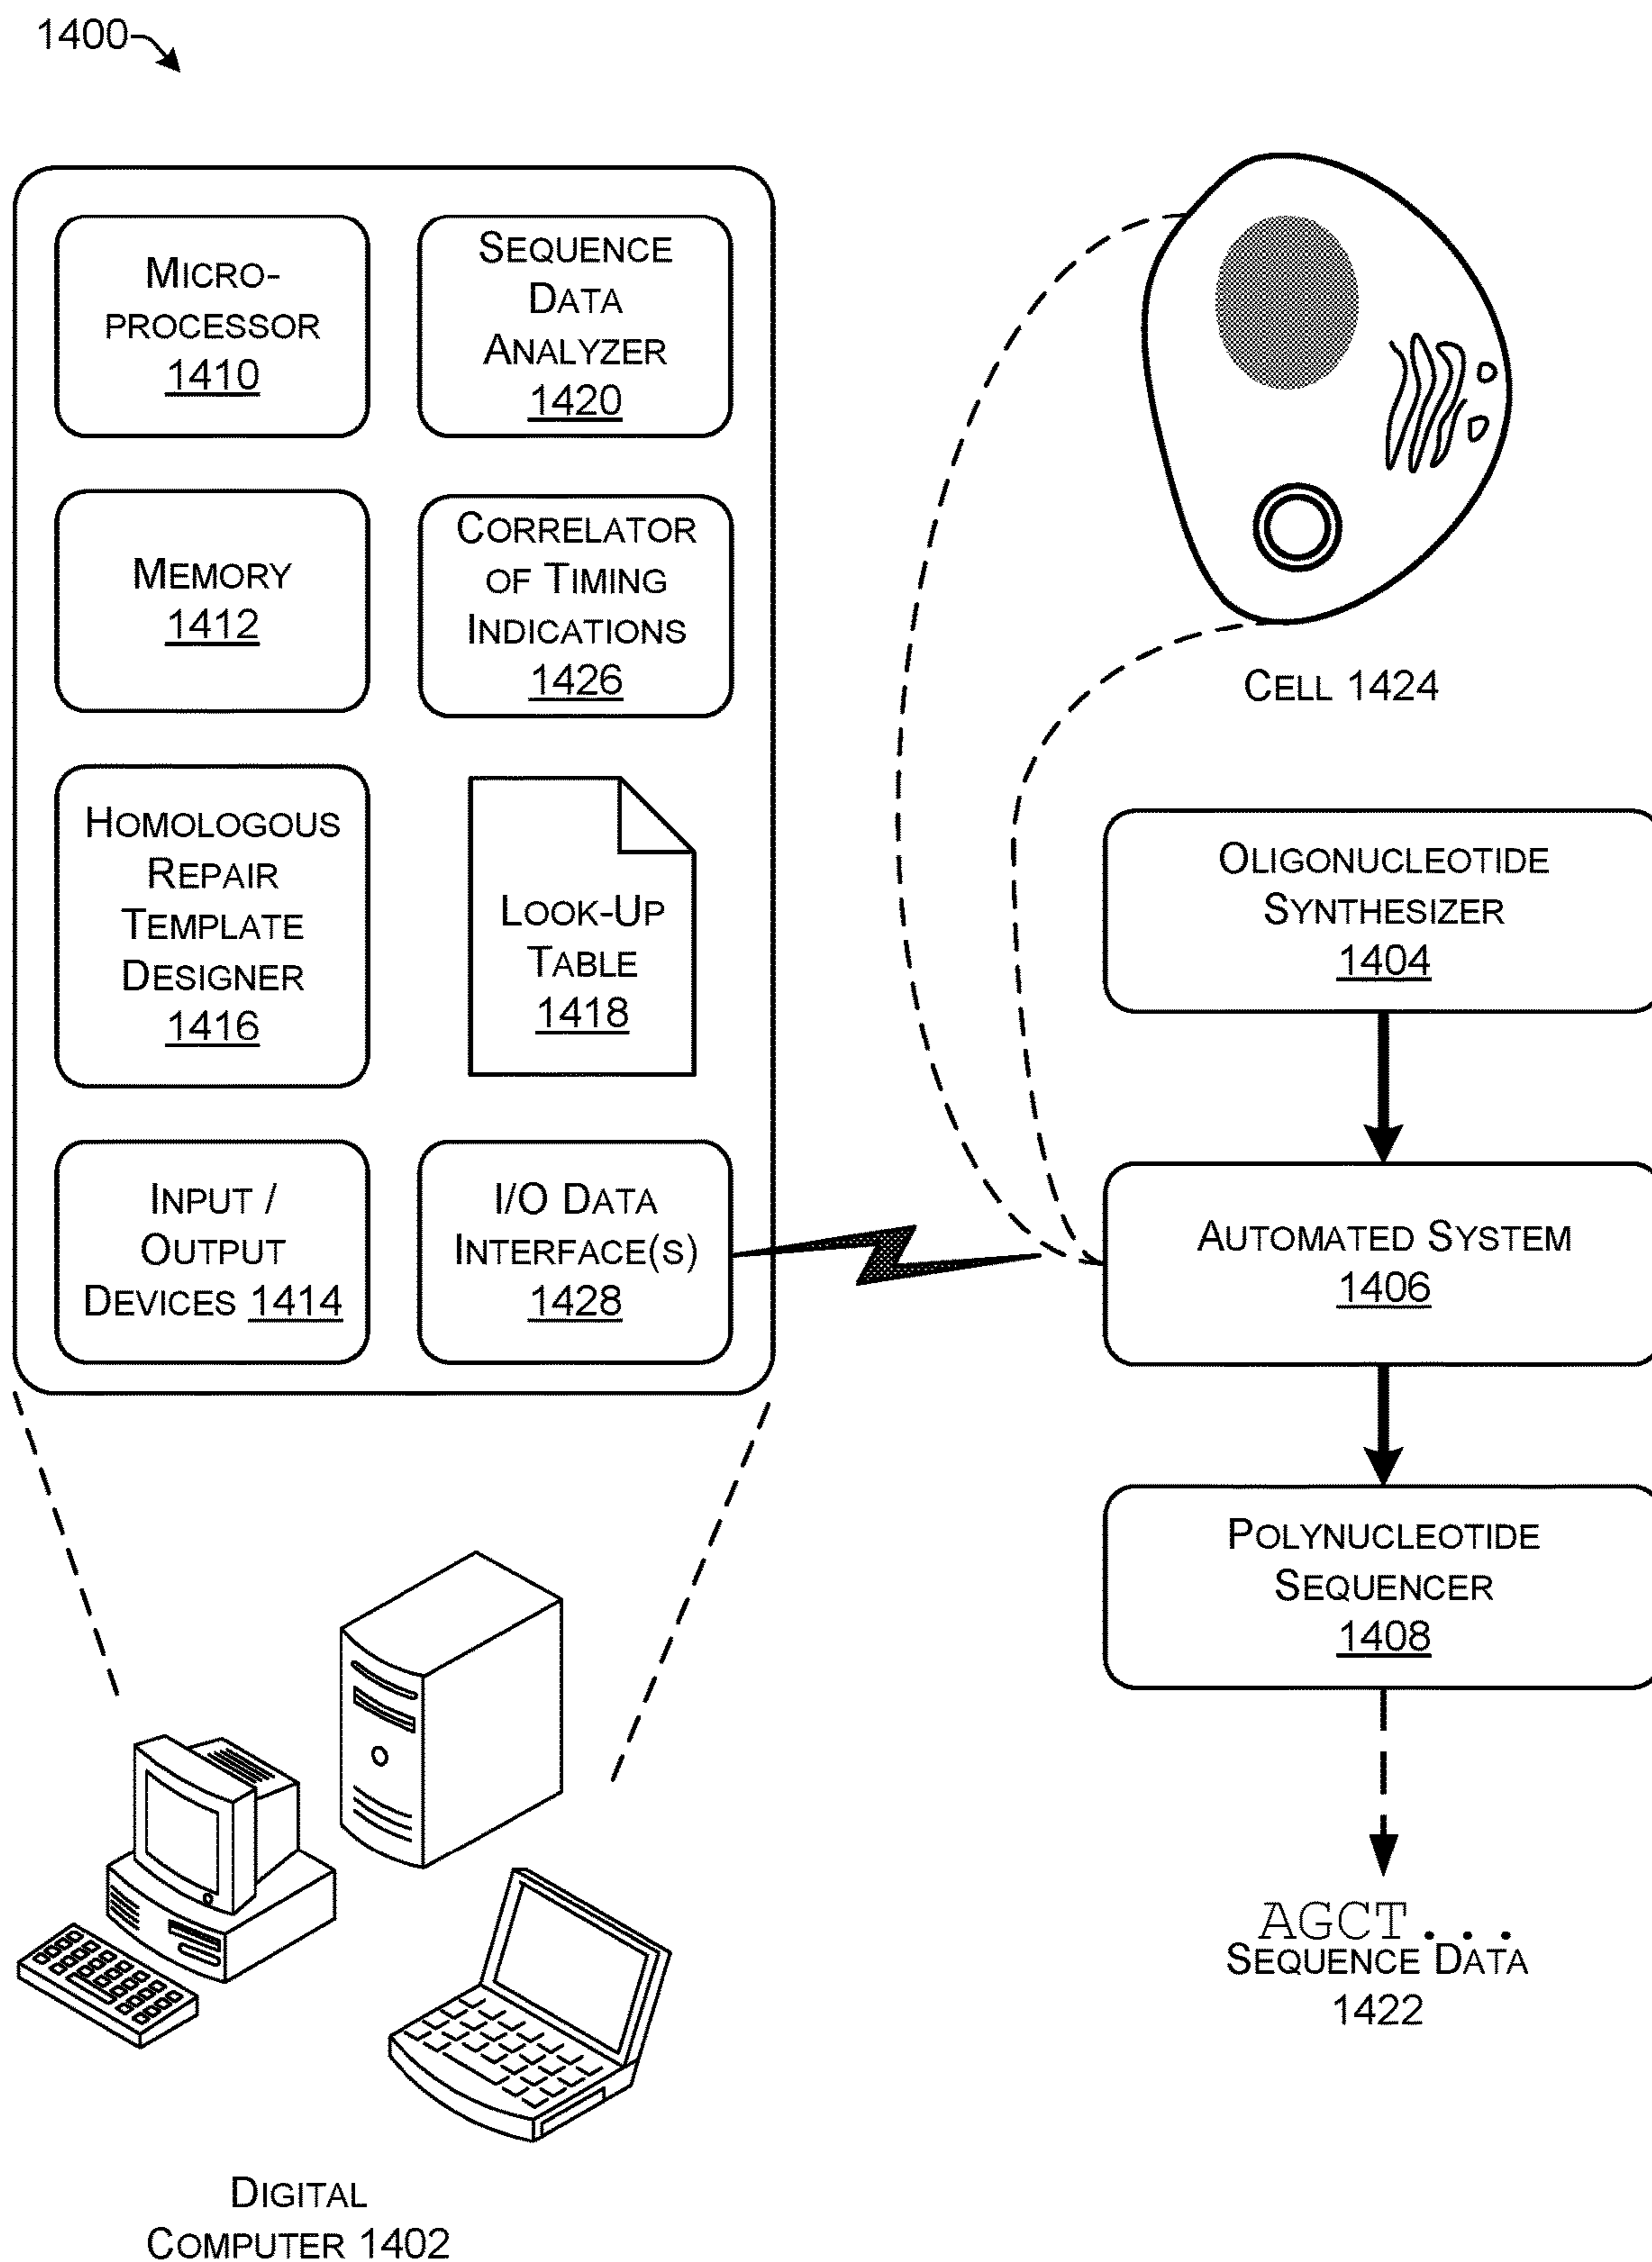 1400
MICRO-
PROCESSOR
1410
SEQUENCE
DATA
ANALYZER
1420
MEMORY
1412
CORRELATOR
OF TIMING
INDICATIONS
1426
HOMOLOGOUS
REPAIR
TEMPLATE
DESIGNER
1416
LOOK-UP
TABLE
1418
INPUT /
OUTPUT
DEVICES 1414
I/O DATA
INTERFACE(S)
1428
CELL 1424
OLIGONUCLEOTIDE
SYNTHESIZER
1404
AUTOMATED SYSTEM
1406
POLYNUCLEOTIDE
SEQUENCER
1408
AGCT...
SEQUENCE DATA
1422
DIGITAL
COMPUTER 1402